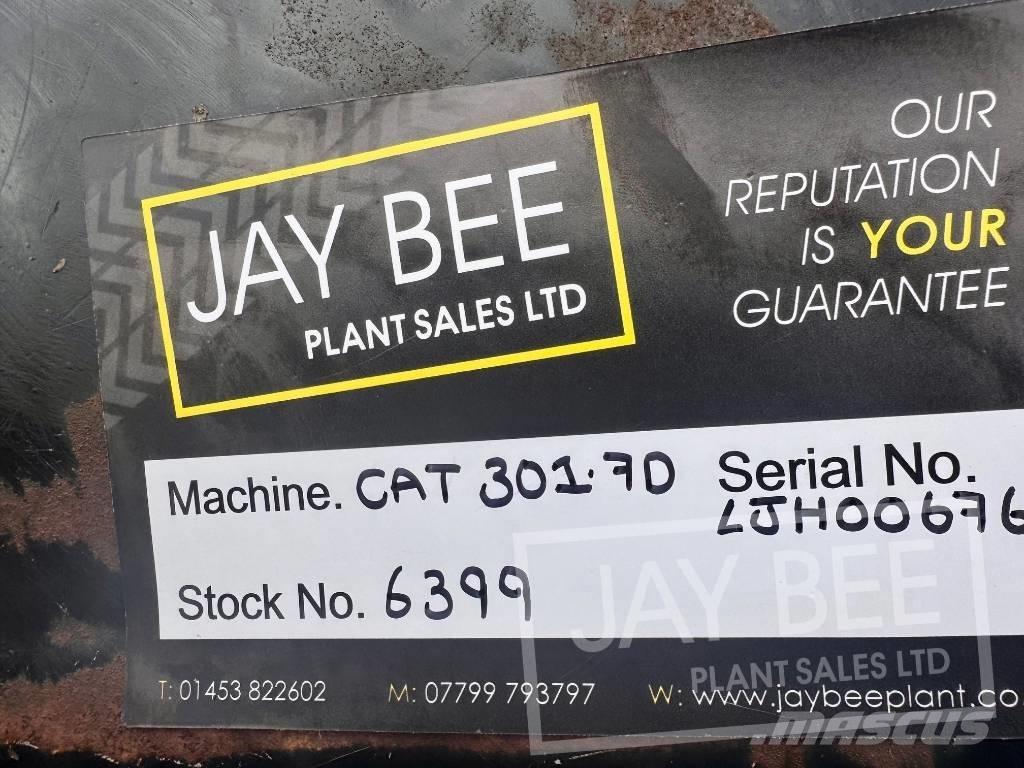 JAY BEE
PLANT SALES LTD
OUR
REPUTATION
IS YOUR
GUARANTEE
Machine. CAT 301.7D
Serial No.
LJH00676
Stock No. 6399
T: 01453 822602 M: 07799 793797 W: www.jaybeeplant.co.
JAY BEE
PLANT SALES LTD
mascus